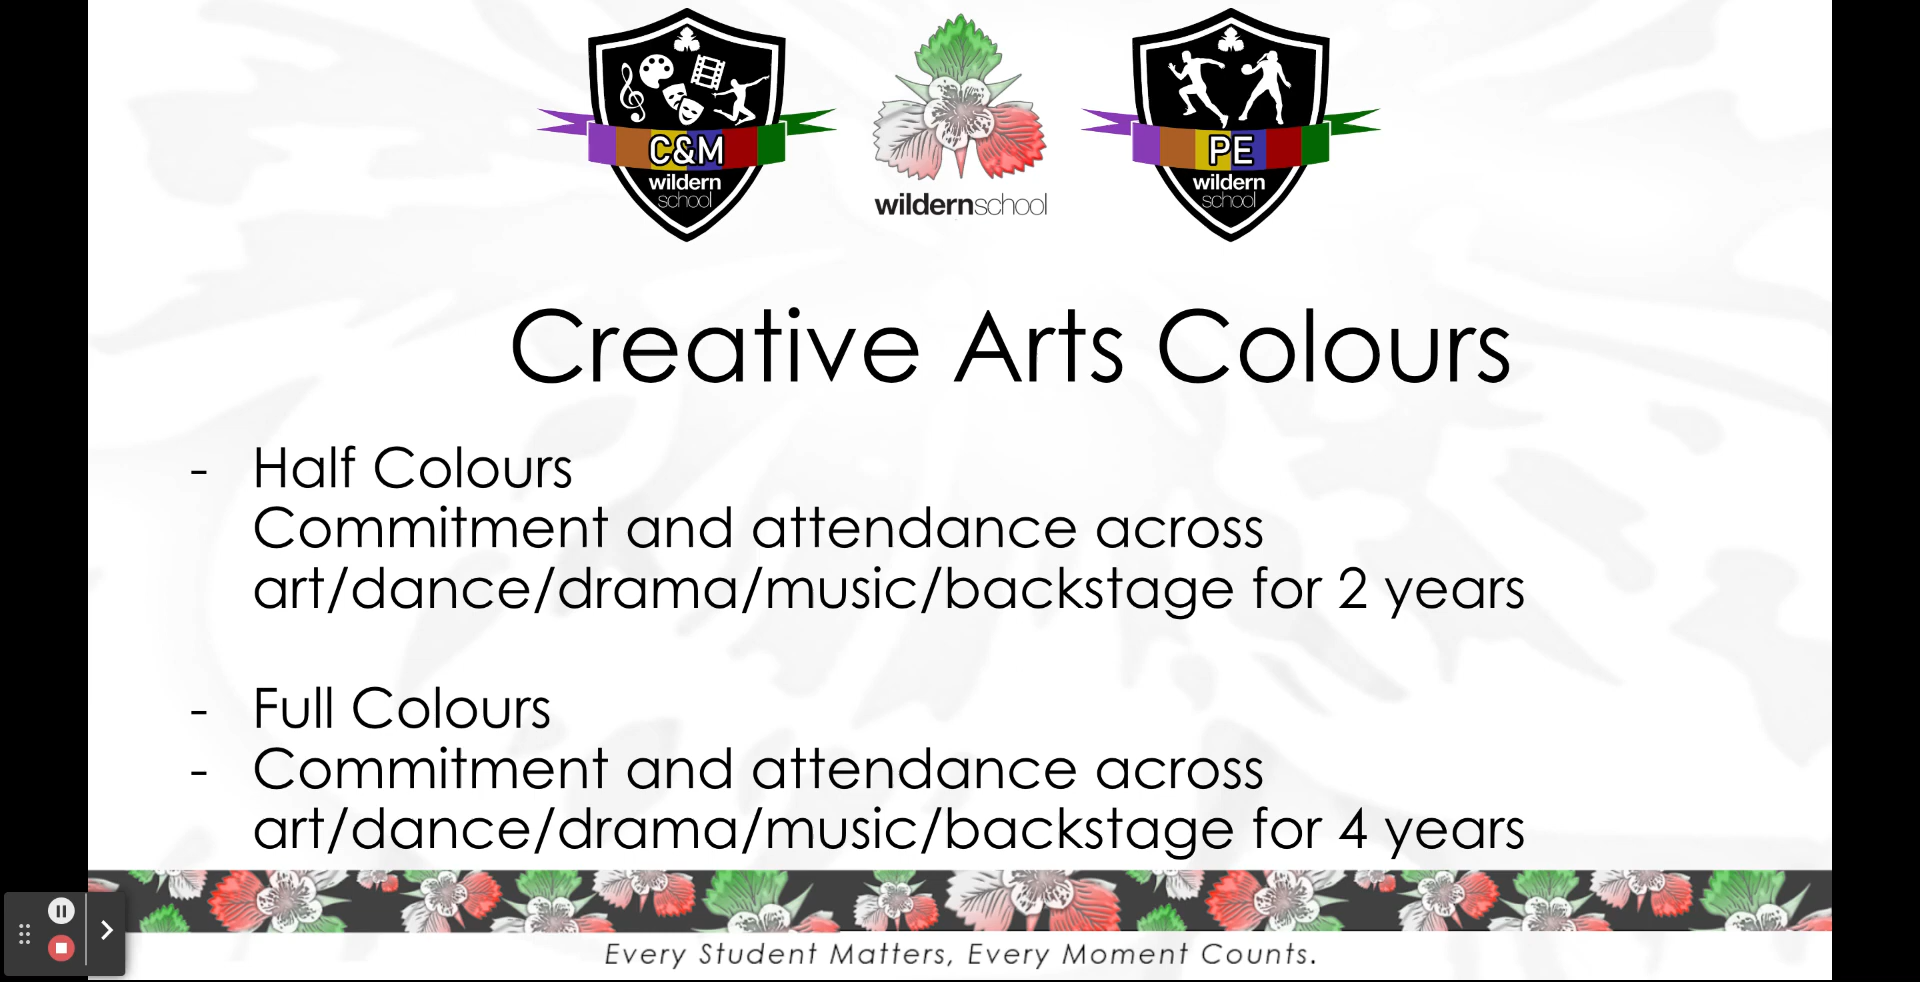 C&M
wildern
school
wildernschool
PE
wildern
school
Creative Arts Colours
- Half Colours
Commitment and attendance across
art/dance/drama/music/backstage for 2 years
- Full Colours
- Commitment and attendance across
art/dance/drama/music/backstage for 4 years
Every Student Matters, Every Moment Counts.